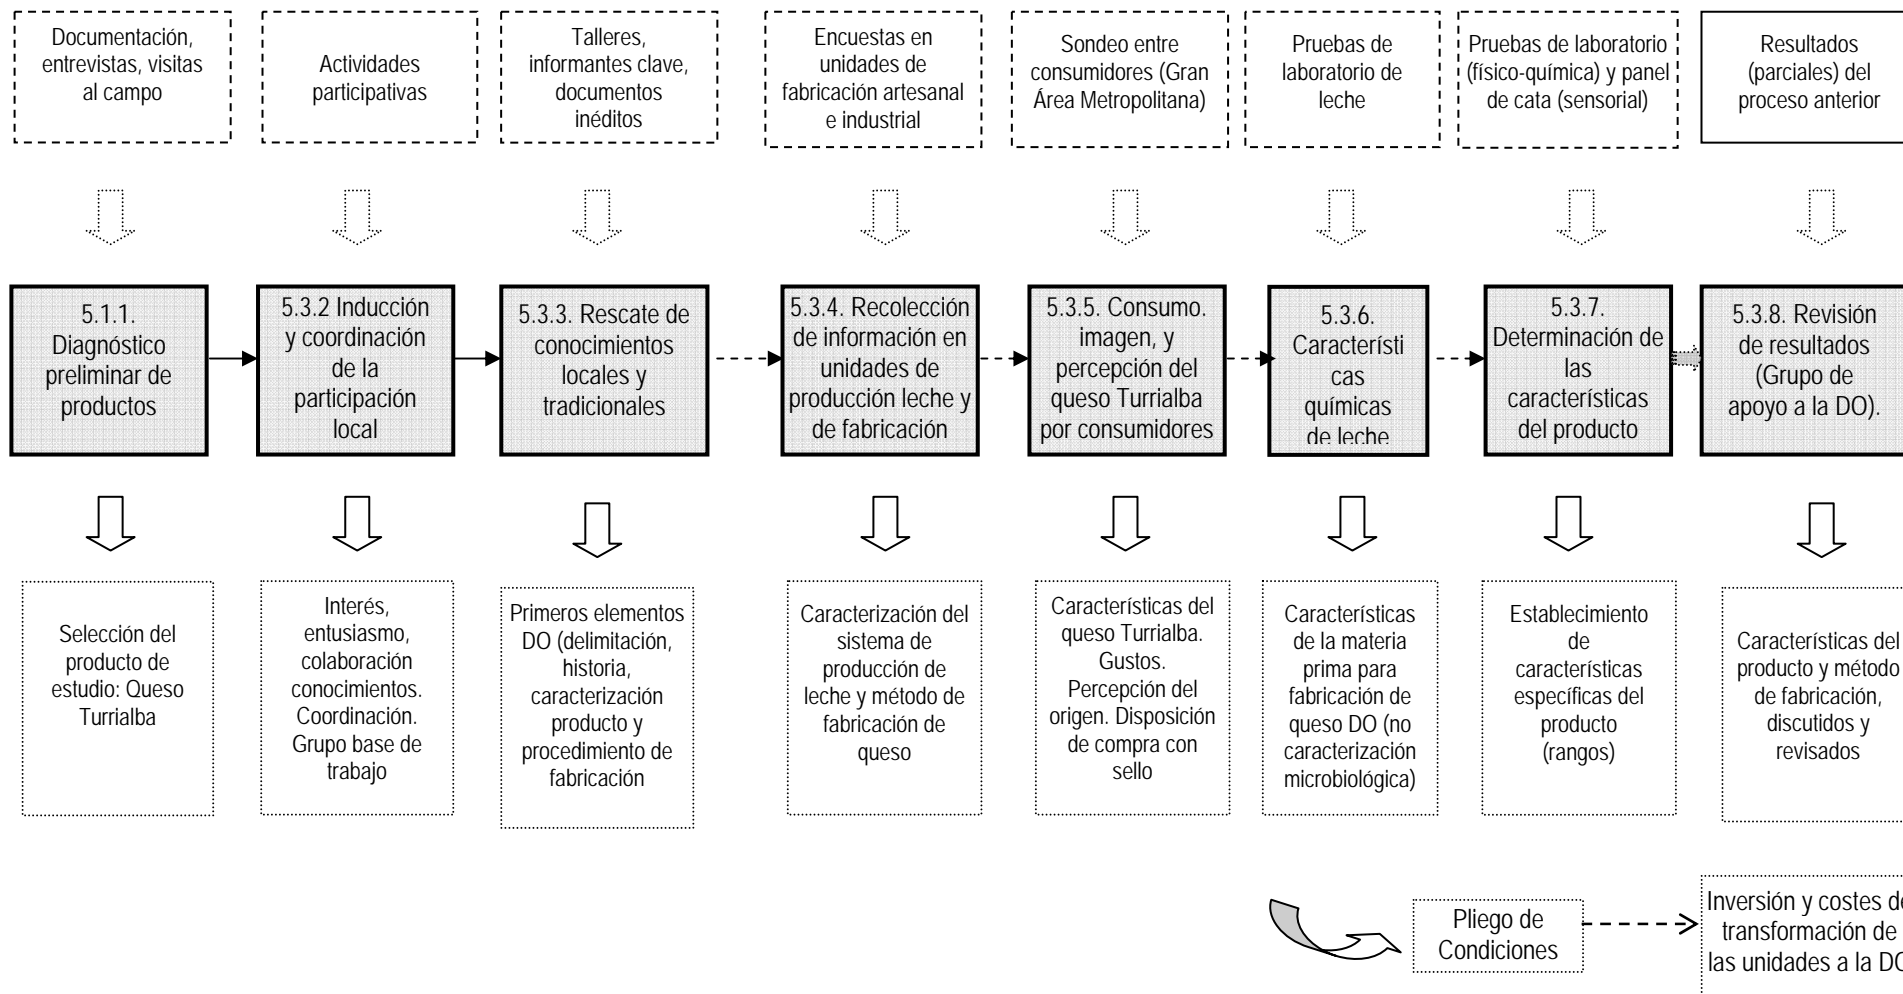 Documentación,
entrevistas, visitas
al campo
Actividades
participativas
Talleres,
informantes clave,
documentos
inéditos
Encuestas en
unidades de
fabricación artesanal
e industrial
Sondeo entre
consumidores (Gran
Área Metropolitana)
Pruebas de
laboratorio de
leche
Pruebas de laboratorio
(físico-química) y panel
de cata (sensorial)
Resultados
(parciales) del
proceso anterior
5.1.1.
Diagnóstico
preliminar de
productos
5.3.2 Inducción
y coordinación
de la
participación
local
5.3.3. Rescate de
conocimientos
locales y
tradicionales
5.3.4. Recolección
de información en
unidades de
producción leche y
de fabricación
5.3.5. Consumo.
imagen, y
percepción del
queso Turrialba
por consumidores
5.3.6.
Característi
cas
químicas
de leche
5.3.7.
Determinación de
las
características
del producto
5.3.8. Revisión
de resultados
(Grupo de
apoyo a la DO).
Selección del
producto de
estudio: Queso
Turrialba
Interés,
entusiasmo,
colaboración
conocimientos.
Coordinación.
Grupo base de
trabajo
Primeros elementos
DO (delimitación,
historia,
caracterización
producto y
procedimiento de
fabricación
Caracterización del
sistema de
producción de
leche y método de
fabricación de
queso
Características del
queso Turrialba.
Gustos.
Percepción del
origen. Disposición
de compra con
sello
Características
de la materia
prima para
fabricación de
queso DO (no
caracterización
microbiológica)
Establecimiento
de
características
específicas del
producto
(rangos)
Características del
producto y método
de fabricación,
discutidos y
revisados
Pliego de
Condiciones
Inversión y costes de
transformación de
las unidades a la DO